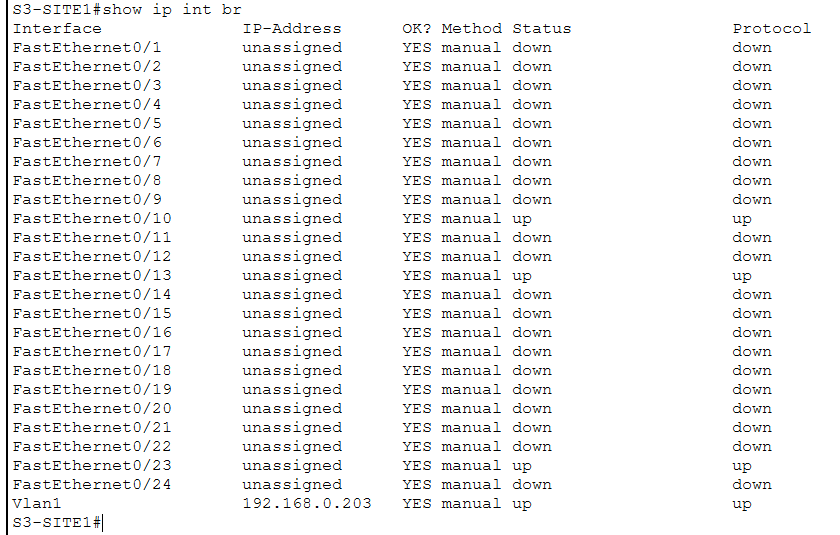 S3-SITE1#show ip int br
Interface              IP-Address      OK? Method Status                Protocol
FastEthernet0/1        unassigned      YES manual down                  down
FastEthernet0/2        unassigned      YES manual down                  down
FastEthernet0/3        unassigned      YES manual down                  down
FastEthernet0/4        unassigned      YES manual down                  down
FastEthernet0/5        unassigned      YES manual down                  down
FastEthernet0/6        unassigned      YES manual down                  down
FastEthernet0/7        unassigned      YES manual down                  down
FastEthernet0/8        unassigned      YES manual down                  down
FastEthernet0/9        unassigned      YES manual down                  down
FastEthernet0/10       unassigned      YES manual up                    up
FastEthernet0/11       unassigned      YES manual down                  down
FastEthernet0/12       unassigned      YES manual down                  down
FastEthernet0/13       unassigned      YES manual up                    up
FastEthernet0/14       unassigned      YES manual down                  down
FastEthernet0/15       unassigned      YES manual down                  down
FastEthernet0/16       unassigned      YES manual down                  down
FastEthernet0/17       unassigned      YES manual down                  down
FastEthernet0/18       unassigned      YES manual down                  down
FastEthernet0/19       unassigned      YES manual down                  down
FastEthernet0/20       unassigned      YES manual down                  down
FastEthernet0/21       unassigned      YES manual down                  down
FastEthernet0/22       unassigned      YES manual down                  down
FastEthernet0/23       unassigned      YES manual up                    up
FastEthernet0/24       unassigned      YES manual down                  down
Vlan1                  192.168.0.203   YES manual up                    up
S3-SITE1#